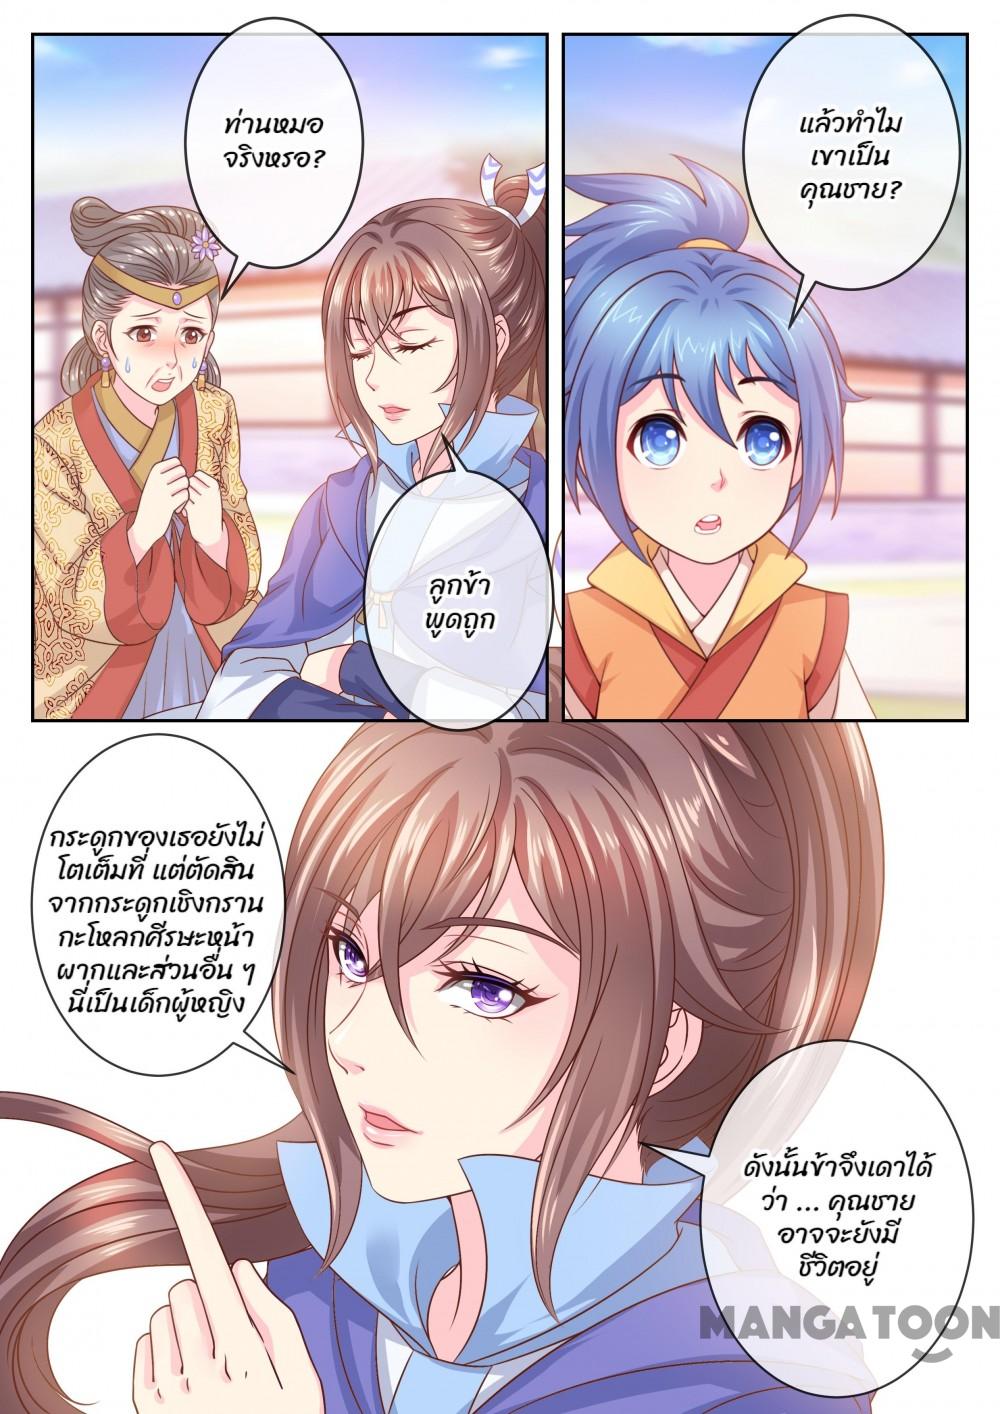 ท่านหมอ
จริงหรอ?
ลูกข้า
พูดถูก
แล้วทำไม
เขาเป็น
คุณชาย?
กระดูกของเธอยังไม่
โตเต็มที่ แต่ตัดสิน
จากกระดูกเชิงกราน
กะโหลกศีรษะหน้า
ผากและส่วนอื่น ๆ
นี่เป็นเด็กผู้หญิง
ดังนั้นข้าจึงเดาได้
ว่า ... คุณชาย
อาจจะยังมี
ชีวิตอยู่
MANGATOON